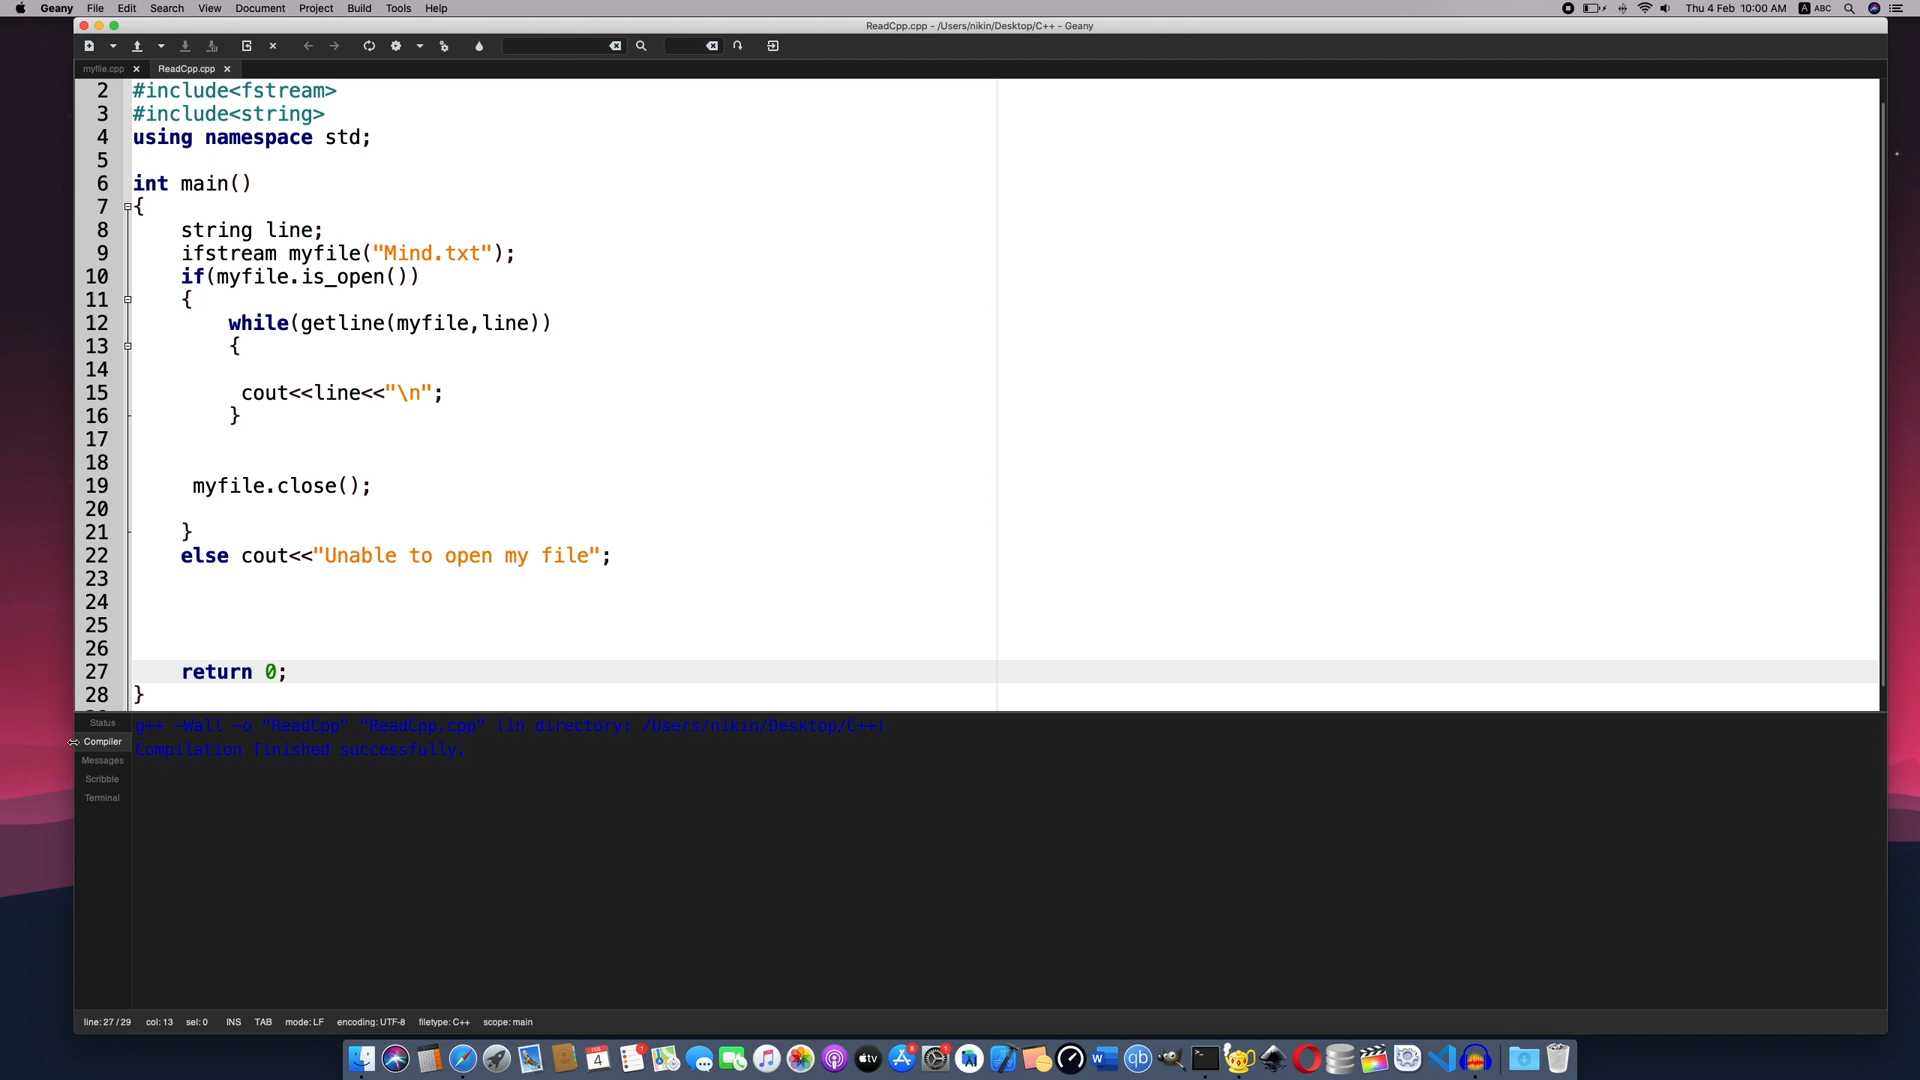 Geany File Edit Search View Document Project Build Tools Help Thu 4 Feb 10:00 AM A ABC
ReadCpp.cpp - /Users/nikin/Desktop/C++ - Geany
myfile.cpp ReadCpp.cpp
2 #include<fstream>
3 #include<string>
4 using namespace std;
5
6 int main()
7 {
8 string line;
9 ifstream myfile("Mind.txt");
10 if(myfile.is_open())
11 {
12 while(getline(myfile,line))
13 {
14
15 cout<<line<<"\n";
16 }
17
18
19 myfile.close();
20
21 }
22 else cout<<"Unable to open my file";
23
24
25
26
27 return 0;
28 }
Status
g++ -Wall -o "ReadCpp" "ReadCpp.cpp" (in directory: /Users/nikin/Desktop/C++)
Compiler
Compilation finished successfully.
Messages
Scribble
Terminal
line: 27 / 29 col: 13 sel: 0 INS TAB mode: LF encoding: UTF-8 filetype: C++ scope: main
FEB
4
tv
W
qb